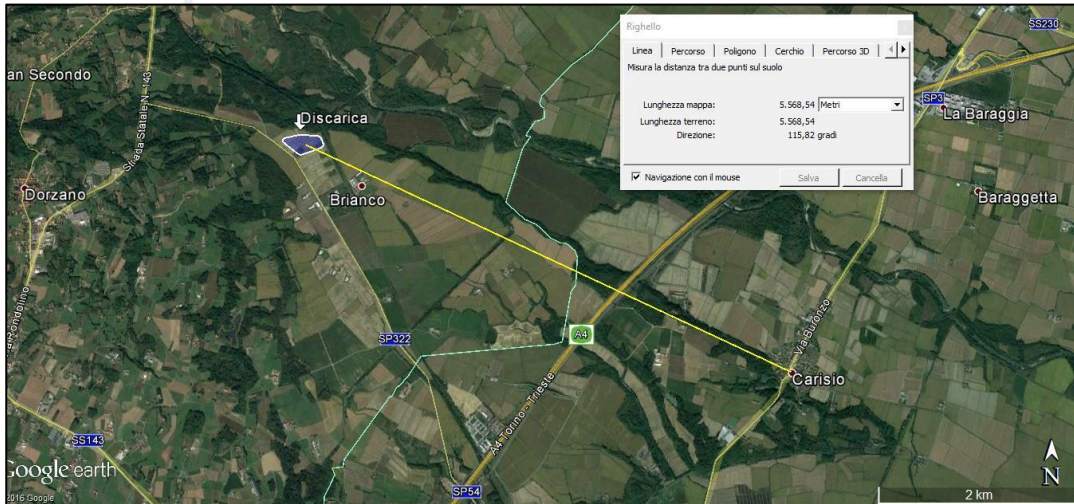 Righello
Linea Percorso Poligono Cerchio Percorso 3D
Misura la distanza tra due punti sul suolo
Lunghezza mappa: 5.568,54 Metri
Lunghezza terreno: 5.568,54
Direzione: 115,82 gradi
Navigazione con il mouse Salva Cancella
SS230
an Secondo
Strada Statale N. 143
Discarica
SP3
La Baraggia
Dorzano
Brianco
Baraggetta
SP322
A4
Via Buronzo
Carisio
A4 Torino - Trieste
SS143
Google earth
2016 Google
SP54
N
2 km